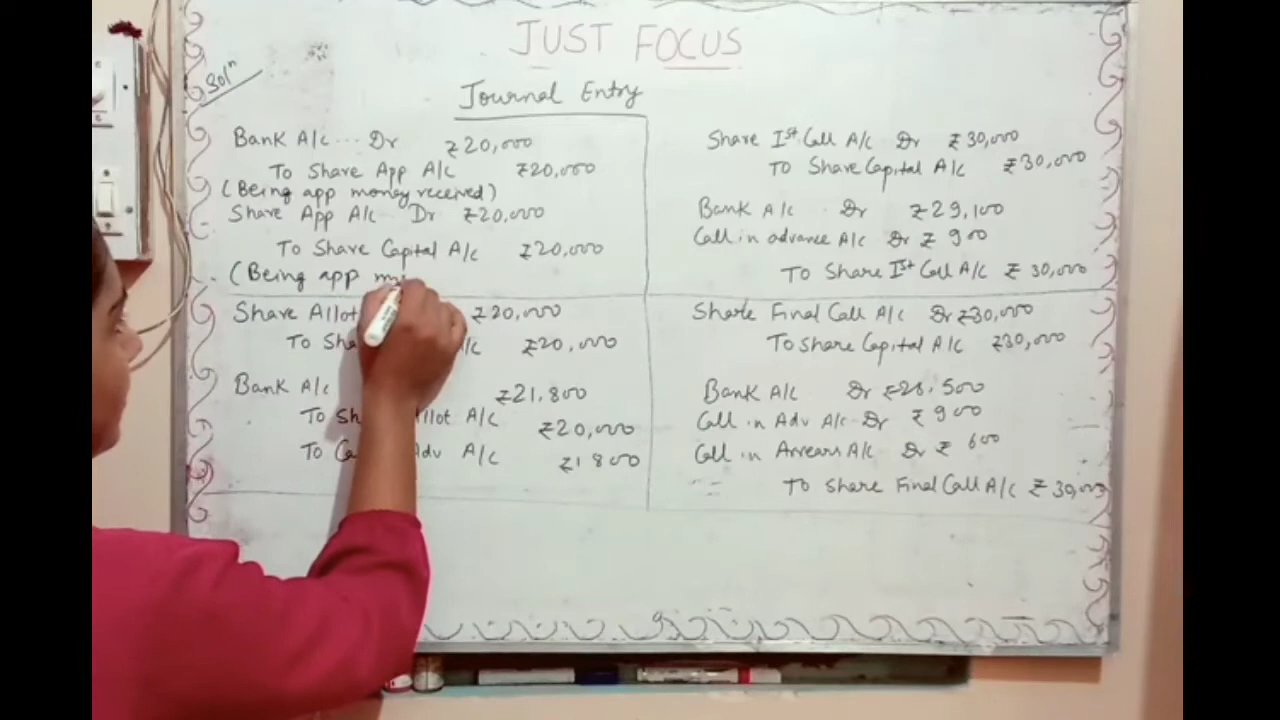 JUST FOCUS
Sol^n
Journal Entry
Bank A/c ... Dr ₹20,000
To Share App A/c ₹20,000
(Being app money received)
Share App A/c .. Dr ₹20,000
To Share Capital A/c ₹20,000
(Being app
Share Allot ₹20,000
To ₹20,000
Bank A/c ₹21,800
To Allot A/c ₹20,000
To Adv A/c ₹1800
Share Ist Call A/c Dr ₹30,000
To Share Capital A/c ₹30,000
Bank A/c .. Dr ₹29,100
Call in advance A/c Dr ₹900
To Share Ist Call A/c ₹30,000
Share Final Call A/c Dr ₹30,000
To Share Capital A/c ₹30,000
Bank A/c Dr ₹28,500
Call in Adv A/c Dr ₹900
Call in Arrears A/c Dr ₹600
To Share Final Call A/c ₹30,000